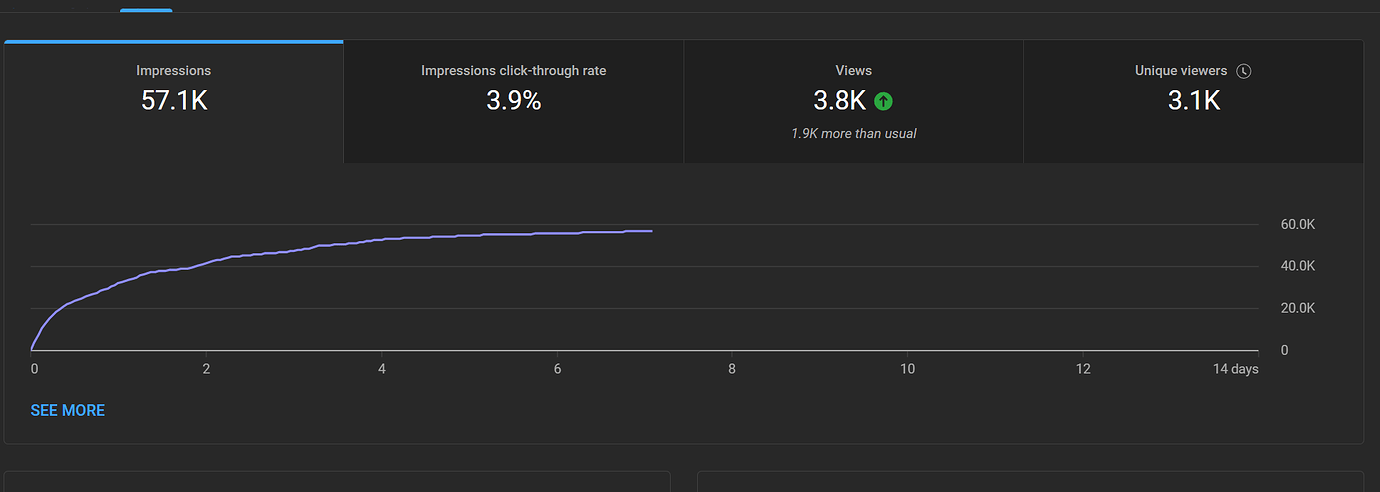 Impressions
57.1K
Impressions click-through rate
3.9%
Views
3.8K
1.9K more than usual
Unique viewers
3.1K
60.0K
40.0K
20.0K
0
0 2 4 6 8 10 12 14 days
SEE MORE